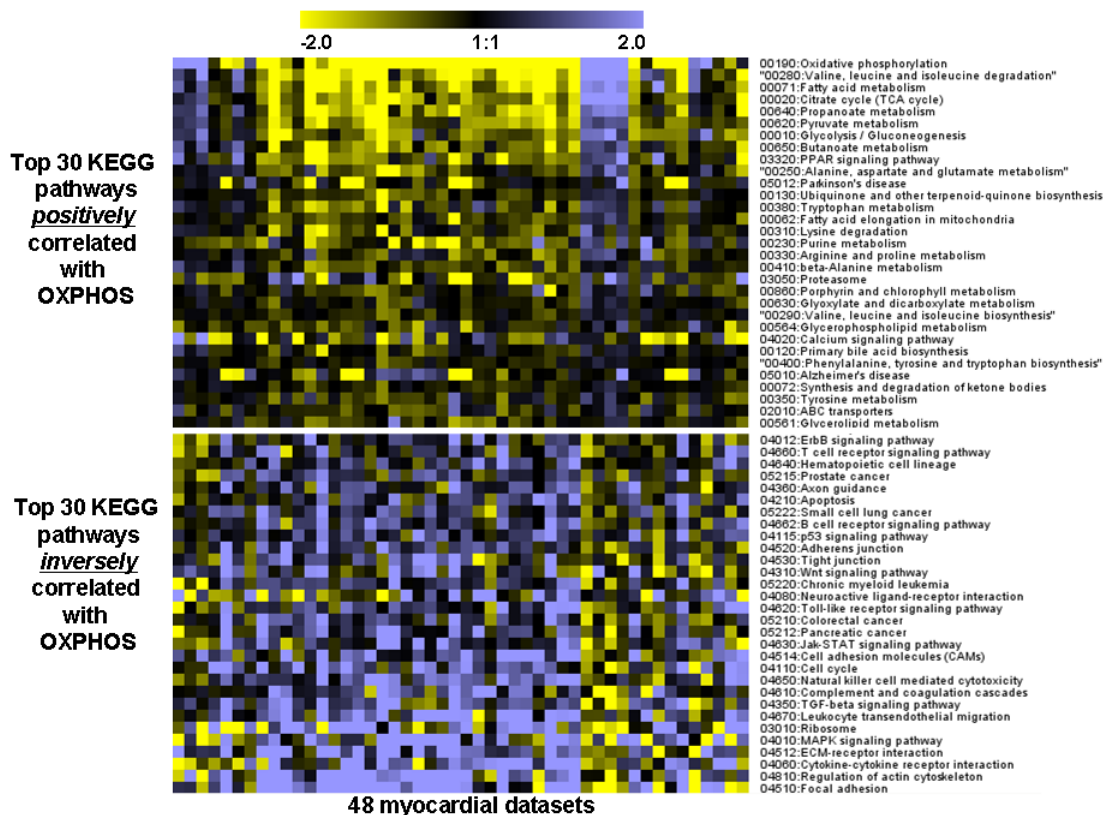 -2.0 1:1 2.0
Top 30 KEGG
pathways
positively
correlated
with
OXPHOS
00190:Oxidative phosphorylation
"00280:Valine, leucine and isoleucine degradation"
00071:Fatty acid metabolism
00020:Citrate cycle (TCA cycle)
00640:Propanoate metabolism
00620:Pyruvate metabolism
00010:Glycolysis / Gluconeogenesis
00650:Butanoate metabolism
03320:PPAR signaling pathway
"00250:Alanine, aspartate and glutamate metabolism"
05012:Parkinson's disease
00130:Ubiquinone and other terpenoid-quinone biosynthesis
00380:Tryptophan metabolism
00062:Fatty acid elongation in mitochondria
00310:Lysine degradation
00230:Purine metabolism
00330:Arginine and proline metabolism
00410:beta-Alanine metabolism
03050:Proteasome
00860:Porphyrin and chlorophyll metabolism
00630:Glyoxylate and dicarboxylate metabolism
"00290:Valine, leucine and isoleucine biosynthesis"
00564:Glycerophospholipid metabolism
04020:Calcium signaling pathway
00120:Primary bile acid biosynthesis
"00400:Phenylalanine, tyrosine and tryptophan biosynthesis"
05010:Alzheimer's disease
00072:Synthesis and degradation of ketone bodies
00350:Tyrosine metabolism
02010:ABC transporters
00561:Glycerolipid metabolism
Top 30 KEGG
pathways
inversely
correlated
with
OXPHOS
04012:ErbB signaling pathway
04660:T cell receptor signaling pathway
04640:Hematopoietic cell lineage
05215:Prostate cancer
04360:Axon guidance
04210:Apoptosis
05222:Small cell lung cancer
04662:B cell receptor signaling pathway
04115:p53 signaling pathway
04520:Adherens junction
04530:Tight junction
04310:Wnt signaling pathway
05220:Chronic myeloid leukemia
04080:Neuroactive ligand-receptor interaction
04620:Toll-like receptor signaling pathway
05210:Colorectal cancer
05212:Pancreatic cancer
04630:Jak-STAT signaling pathway
04514:Cell adhesion molecules (CAMs)
04110:Cell cycle
04650:Natural killer cell mediated cytotoxicity
04610:Complement and coagulation cascades
04350:TGF-beta signaling pathway
04670:Leukocyte transendothelial migration
03010:Ribosome
04010:MAPK signaling pathway
04512:ECM-receptor interaction
04060:Cytokine-cytokine receptor interaction
04810:Regulation of actin cytoskeleton
04510:Focal adhesion
48 myocardial datasets